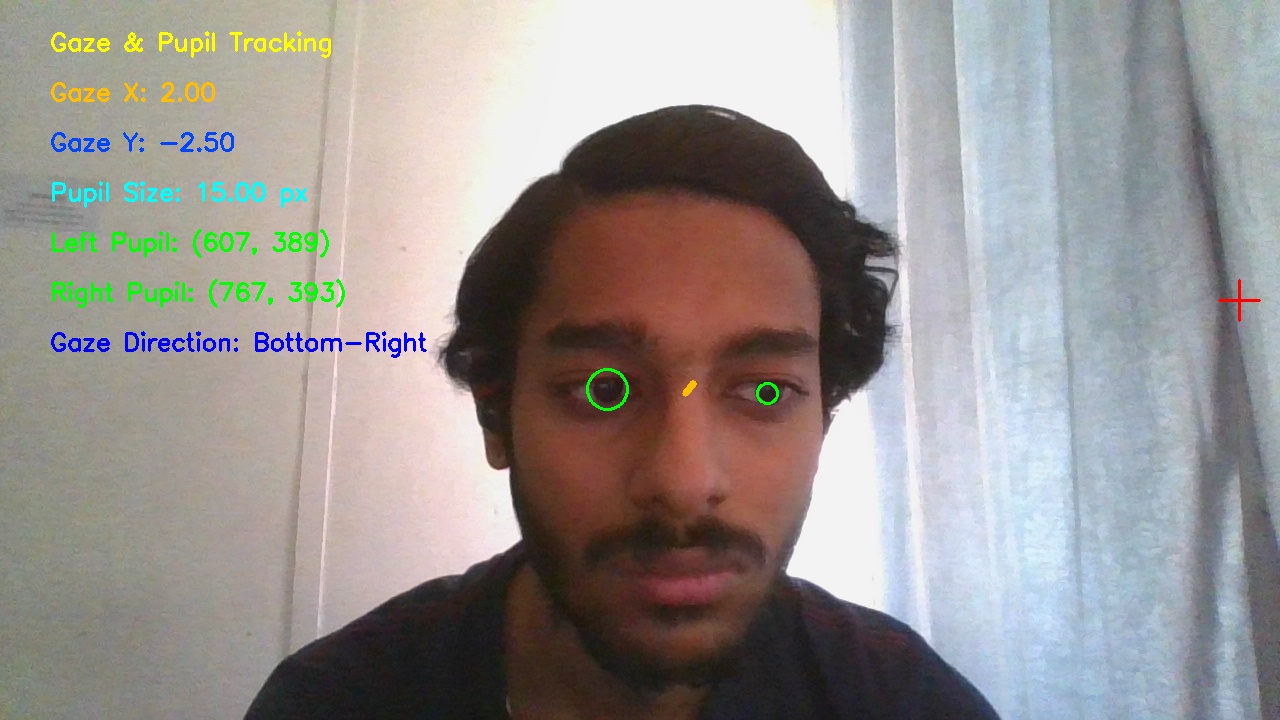 Gaze & Pupil Tracking
Gaze X: 2.00
Gaze Y: -2.50
Pupil Size: 15.00 px
Left Pupil: (607, 389)
Right Pupil: (767, 393)
Gaze Direction: Bottom-Right